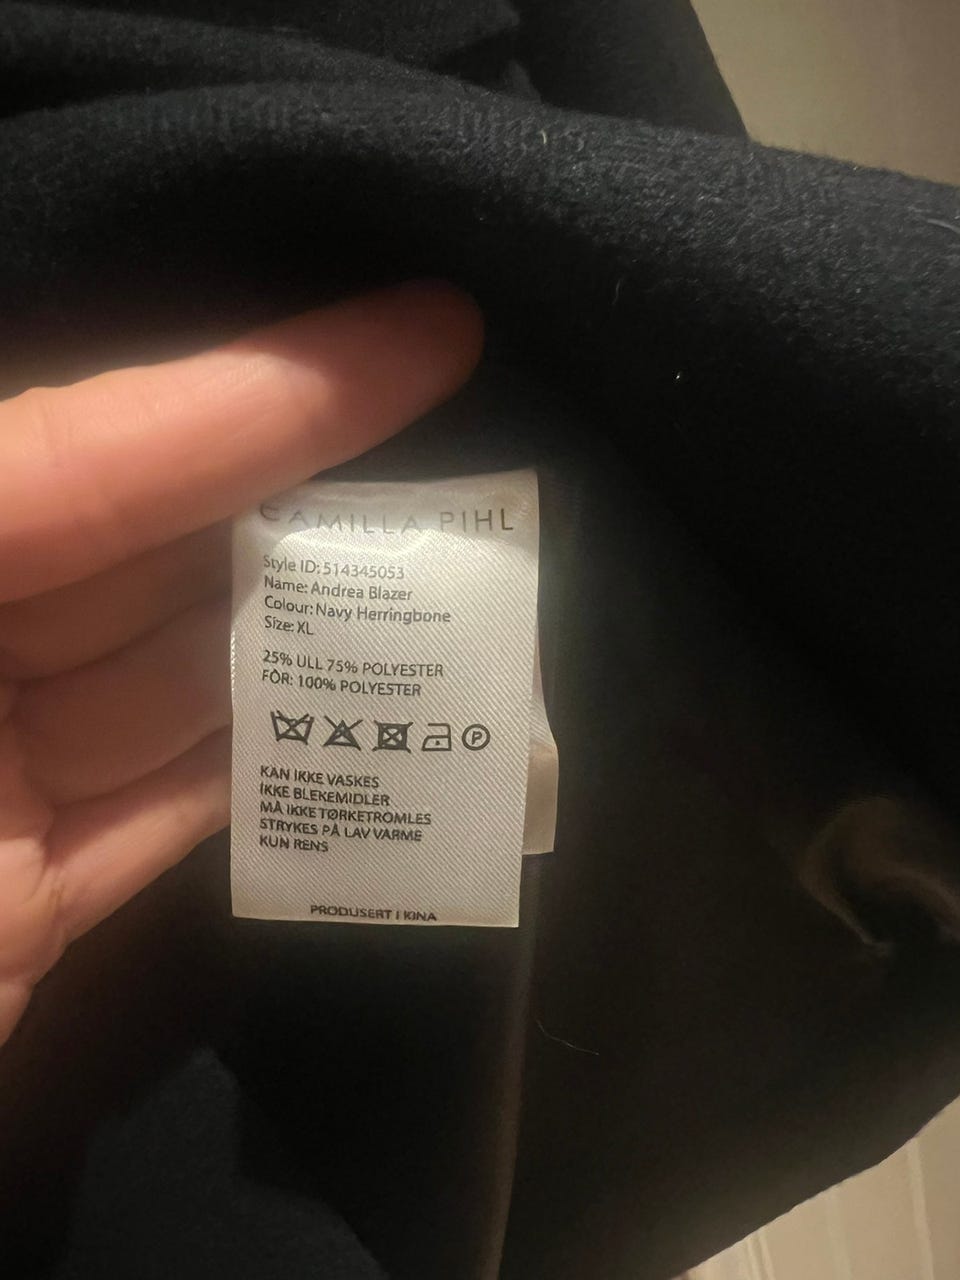 CAMILLA PIHL
Style ID: 514345053
Name: Andrea Blazer
Colour: Navy Herringbone
Size: XL
25% ULL 75% POLYESTER
FÔR: 100% POLYESTER
P
KAN IKKE VASKES
IKKE BLEKEMIDLER
MÅ IKKE TØRKETROMLES
STRYKES PÅ LAV VARME
KUN RENS
PRODUSERT I KINA